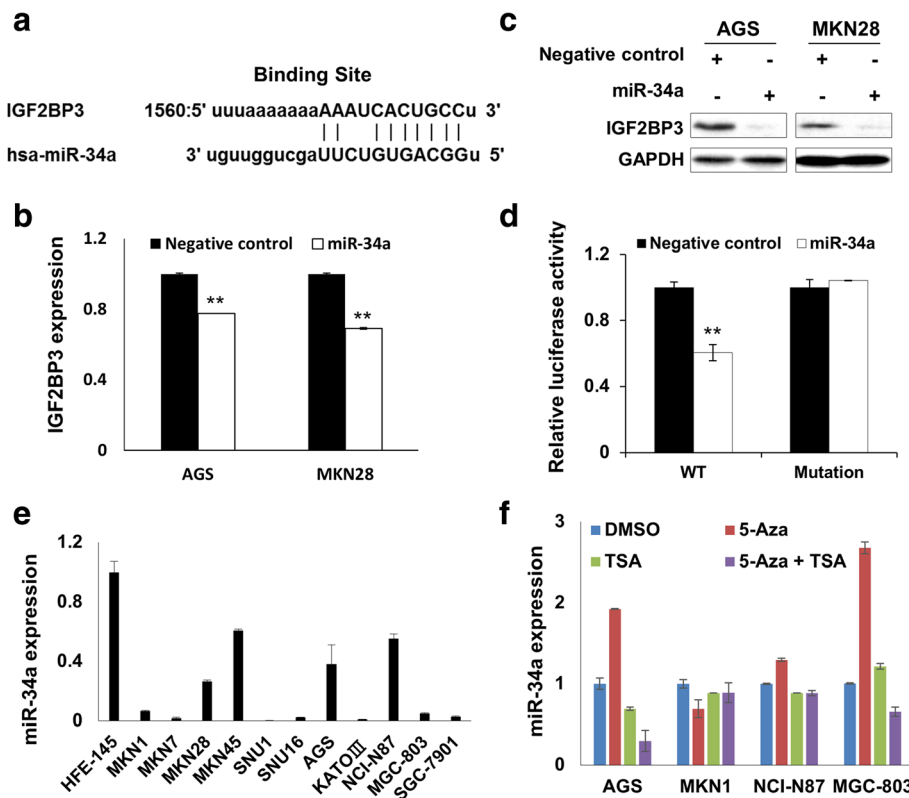 a
Binding Site
IGF2BP3 1560:5' uuuaaaaaaaAAAUCACUGCCu 3'
hsa-miR-34a 3' uguuggucgaUUCUGUGACGGu 5'
b
IGF2BP3 expression
1.2
0.8
0.4
0
Negative control
miR-34a
**
**
AGS
MKN28
c
AGS MKN28
Negative control + - + -
miR-34a - + - +
IGF2BP3
GAPDH
d
Relative luciferase activity
1.2
0.8
0.4
0
Negative control
miR-34a
**
WT
Mutation
e
miR-34a expression
1.2
0.8
0.4
0
HFE-145
MKN1
MKN7
MKN28
MKN45
SNU1
SNU16
AGS
KATOⅢ
NCI-N87
MGC-803
SGC-7901
f
miR-34a expression
3
2
1
0
DMSO
5-Aza
TSA
5-Aza + TSA
AGS
MKN1
NCI-N87
MGC-803